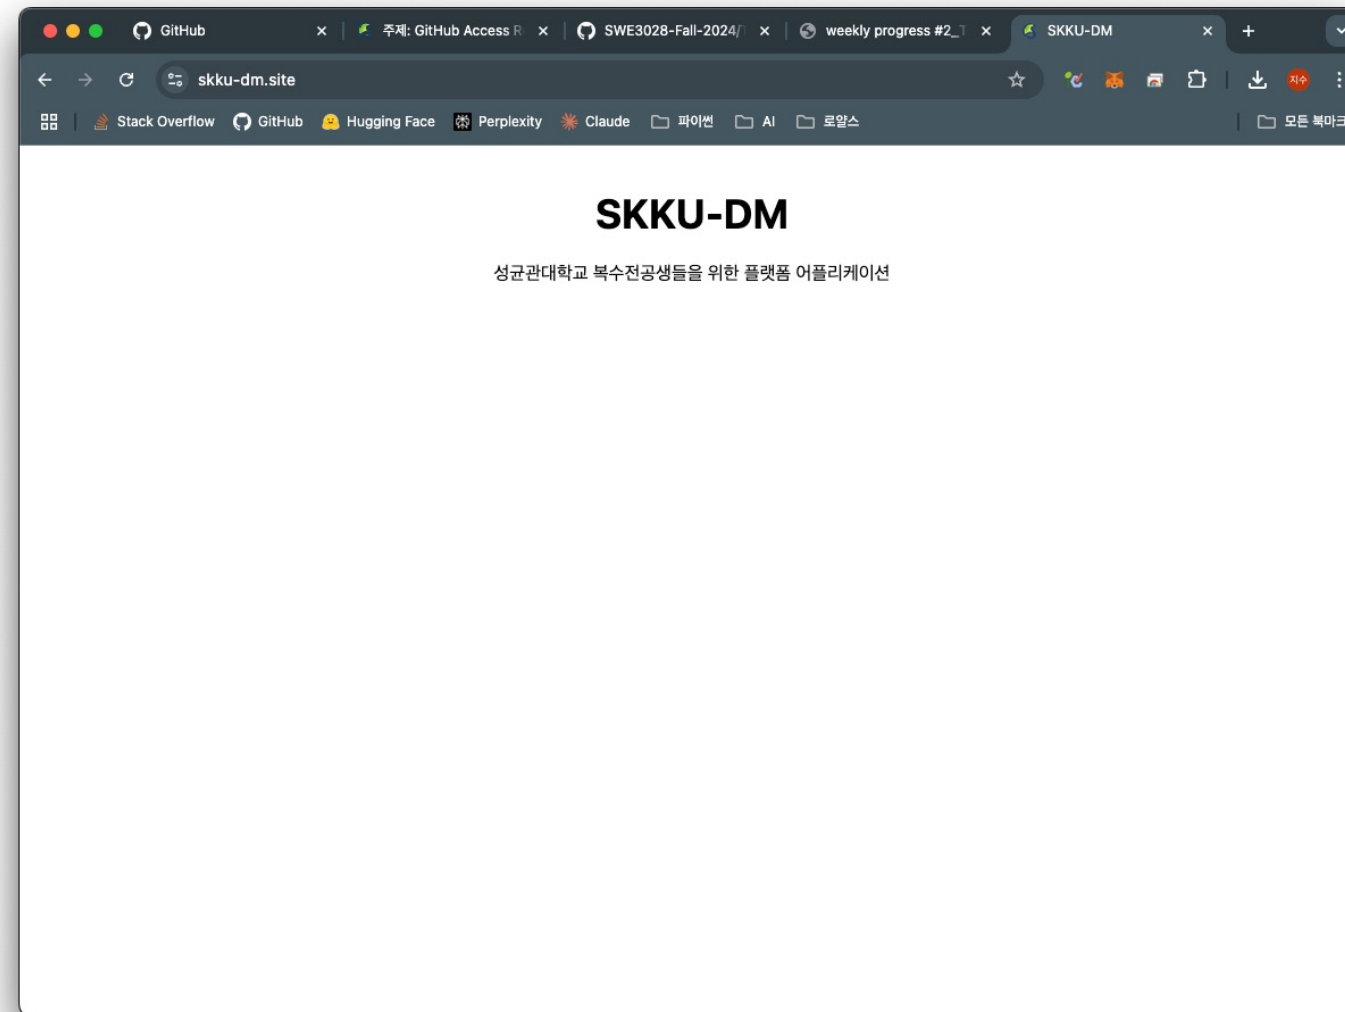 GitHub
주제: GitHub Access R
SWE3028-Fall-2024/
weekly progress #2_T
SKKU-DM
skku-dm.site
지수
Stack Overflow
GitHub
Hugging Face
Perplexity
Claude
파이썬
AI
로얄스
모든 북마크
SKKU-DM
성균관대학교 복수전공생들을 위한 플랫폼 어플리케이션